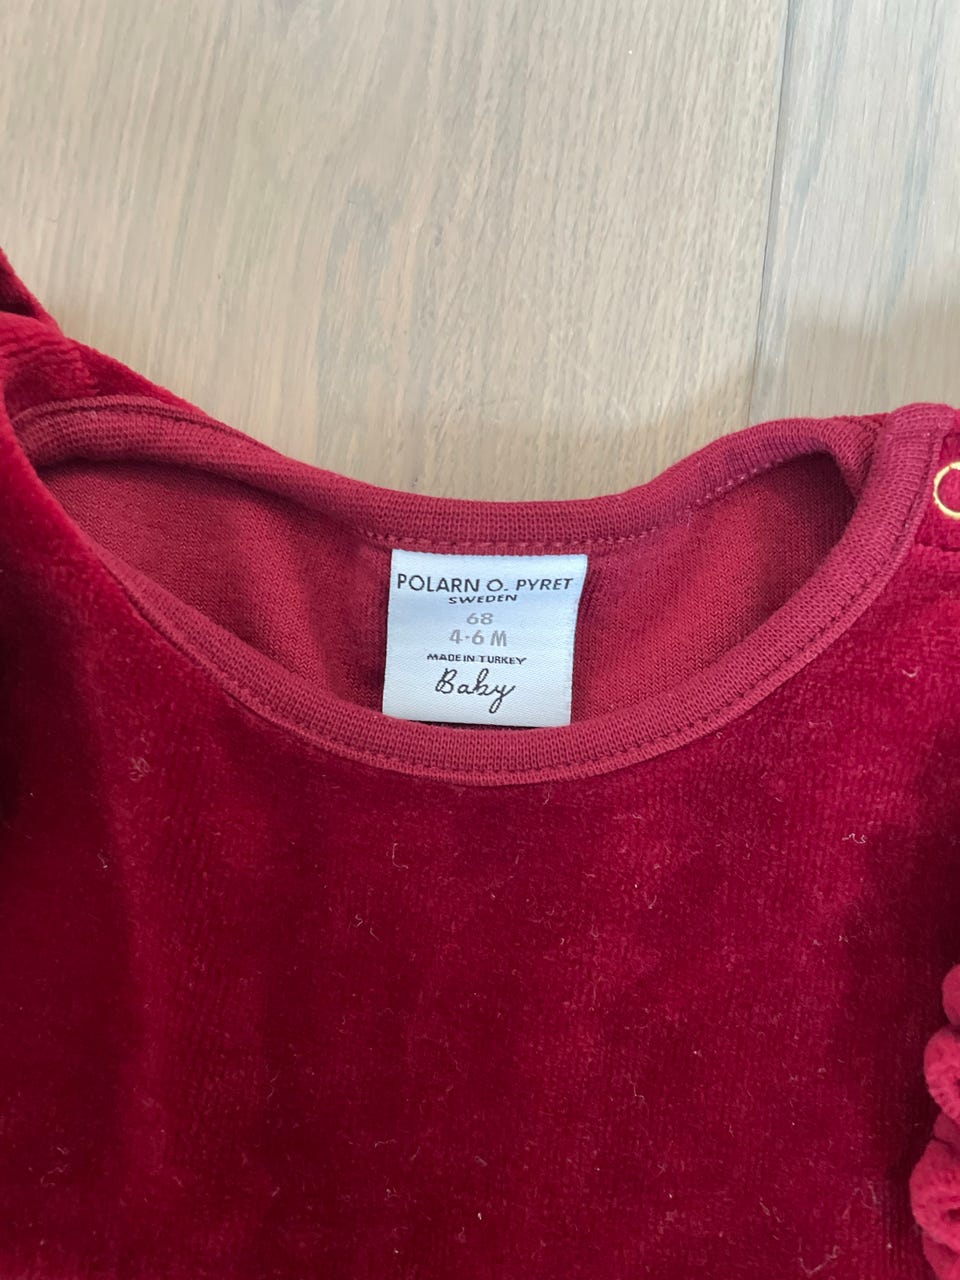 POLARN O. PYRET
SWEDEN
68
4-6 M
MADE IN TURKEY
Baby